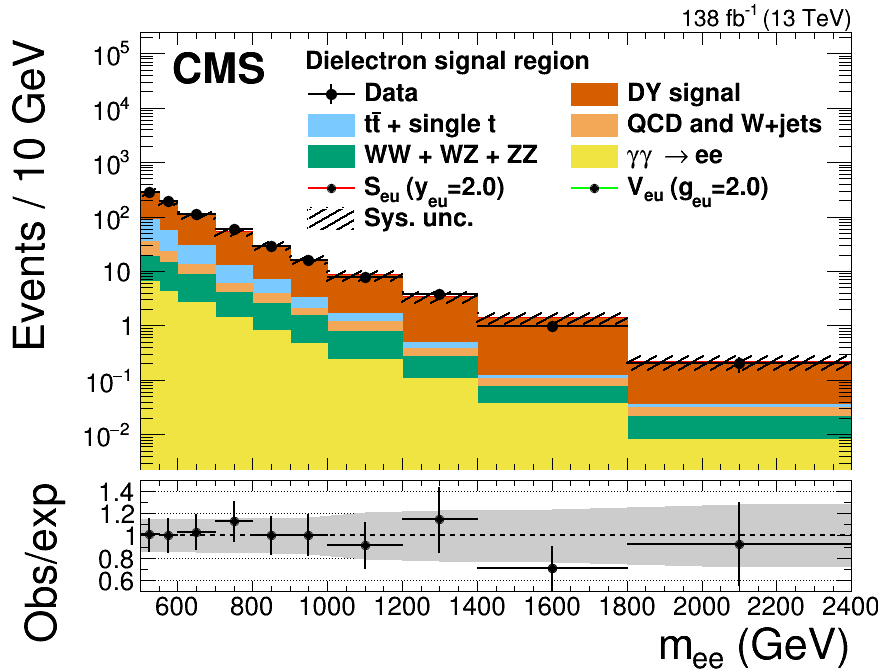 138 fb⁻¹ (13 TeV)
CMS
Dielectron signal region
Data
DY signal
tt̄ + single t
QCD and W+jets
WW + WZ + ZZ
γγ → ee
S_eu (y_eu=2.0)
V_eu (g_eu=2.0)
Sys. unc.
Events / 10 GeV
10⁵
10⁴
10³
10²
10
1
10⁻¹
10⁻²
Obs/exp
1.4
1.2
1
0.8
0.6
600 800 1000 1200 1400 1600 1800 2000 2200 2400
m_ee (GeV)